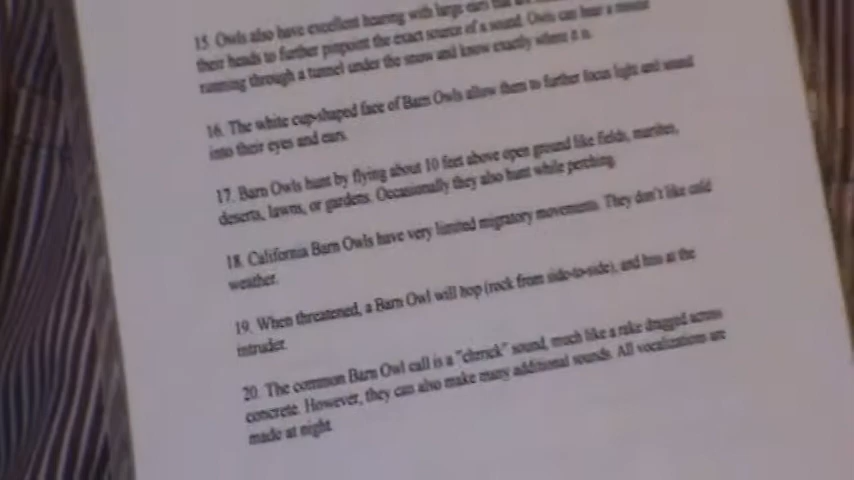 15. Owls also have excellent hearing with large ears that are
their heads to further pinpoint the exact source of a sound. Owls can hear a mouse
running through a tunnel under the snow and know exactly where it is.
16. The white cup-shaped face of Barn Owls allow them to further focus light and sound
into their eyes and ears.
17. Barn Owls hunt by flying about 10 feet above open ground like fields, marshes,
deserts, lawns, or gardens. Occasionally they also hunt while perching.
18. California Barn Owls have very limited migratory movements. They don't like cold
weather.
19. When threatened, a Barn Owl will hop (rock from side-to-side), and hiss at the
intruder.
20. The common Barn Owl call is a "chrrick" sound, much like a rake dragged across
concrete. However, they can also make many additional sounds. All vocalizations are
made at night.